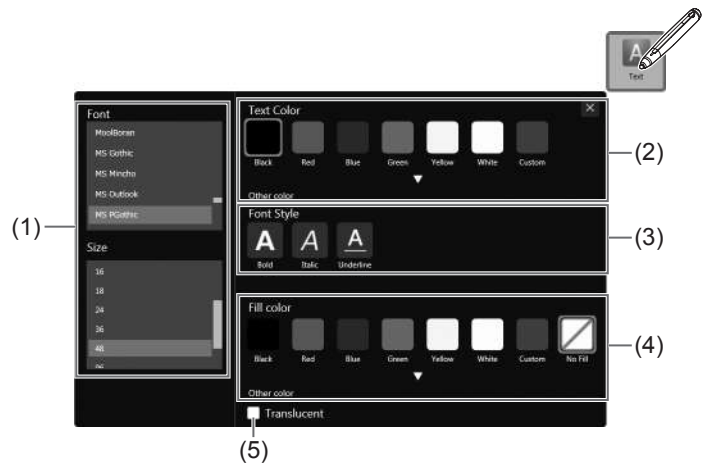 A
Text
Font
MoolBoran
MS Gothic
MS Mincho
MS Outlook
MS PGothic
Size
16
18
24
36
48
96
Text Color
×
Black Red Blue Green Yellow White Custom
▼
Other color
Font Style
A A A
Bold Italic Underline
Fill color
Black Red Blue Green Yellow White Custom No Fill
▼
Other color
Translucent
(1)
(2)
(3)
(4)
(5)